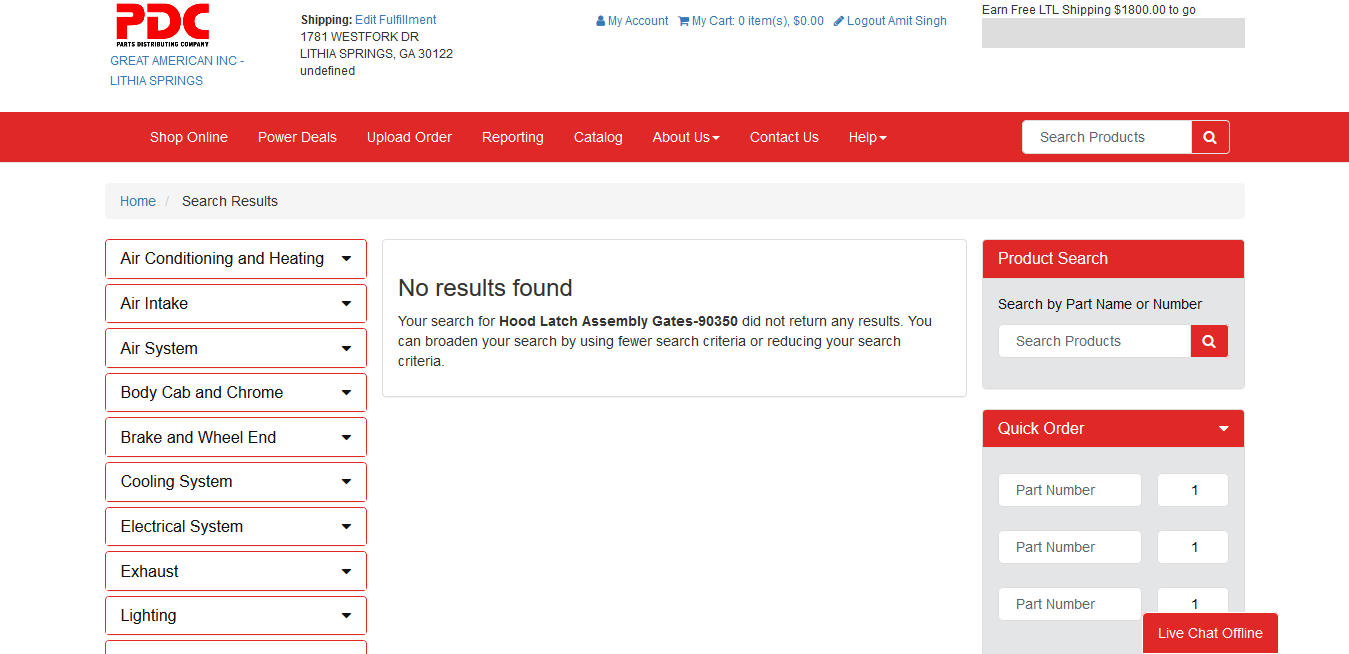 PDC
PARTS DISTRIBUTING COMPANY
GREAT AMERICAN INC -
LITHIA SPRINGS
Shipping: Edit Fulfillment
1781 WESTFORK DR
LITHIA SPRINGS, GA 30122
undefined
My Account My Cart: 0 item(s), $0.00 Logout Amit Singh
Earn Free LTL Shipping $1800.00 to go
Shop Online Power Deals Upload Order Reporting Catalog About Us Contact Us Help Search Products
Home / Search Results
Air Conditioning and Heating
Air Intake
Air System
Body Cab and Chrome
Brake and Wheel End
Cooling System
Electrical System
Exhaust
Lighting
No results found
Your search for Hood Latch Assembly Gates-90350 did not return any results. You
can broaden your search by using fewer search criteria or reducing your search
criteria.
Product Search
Search by Part Name or Number
Search Products
Quick Order
Part Number 1
Part Number 1
Part Number 1
Live Chat Offline